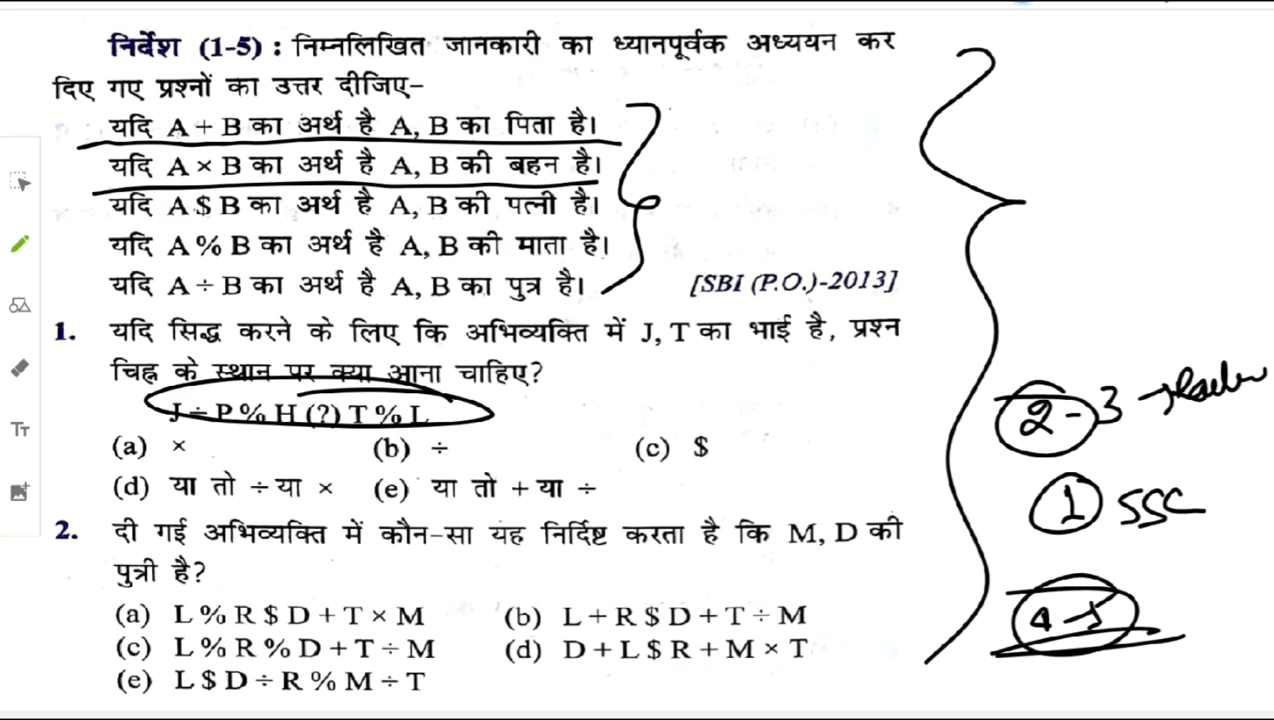 निर्देश (1-5) : निम्नलिखित जानकारी का ध्यानपूर्वक अध्ययन कर
दिए गए प्रश्नों का उत्तर दीजिए-
यदि A + B का अर्थ है A, B का पिता है।
यदि A × B का अर्थ है A, B की बहन है।
यदि A $ B का अर्थ है A, B की पत्नी है।
यदि A % B का अर्थ है A, B की माता है।
यदि A ÷ B का अर्थ है A, B का पुत्र है। [SBI (P.O.)-2013]
1. यदि सिद्ध करने के लिए कि अभिव्यक्ति में J, T का भाई है, प्रश्न
चिह्न के स्थान पर क्या आना चाहिए?
J ÷ P % H (?) T % L
(a) × (b) ÷ (c) $
(d) या तो ÷ या × (e) या तो + या ÷
2 - 3 →
1 SSC
2. दी गई अभिव्यक्ति में कौन-सा यह निर्दिष्ट करता है कि M, D की
पुत्री है?
(a) L % R $ D + T × M (b) L + R $ D + T ÷ M
4 - 5
(c) L % R % D + T ÷ M (d) D + L $ R + M × T
(e) L $ D ÷ R % M ÷ T